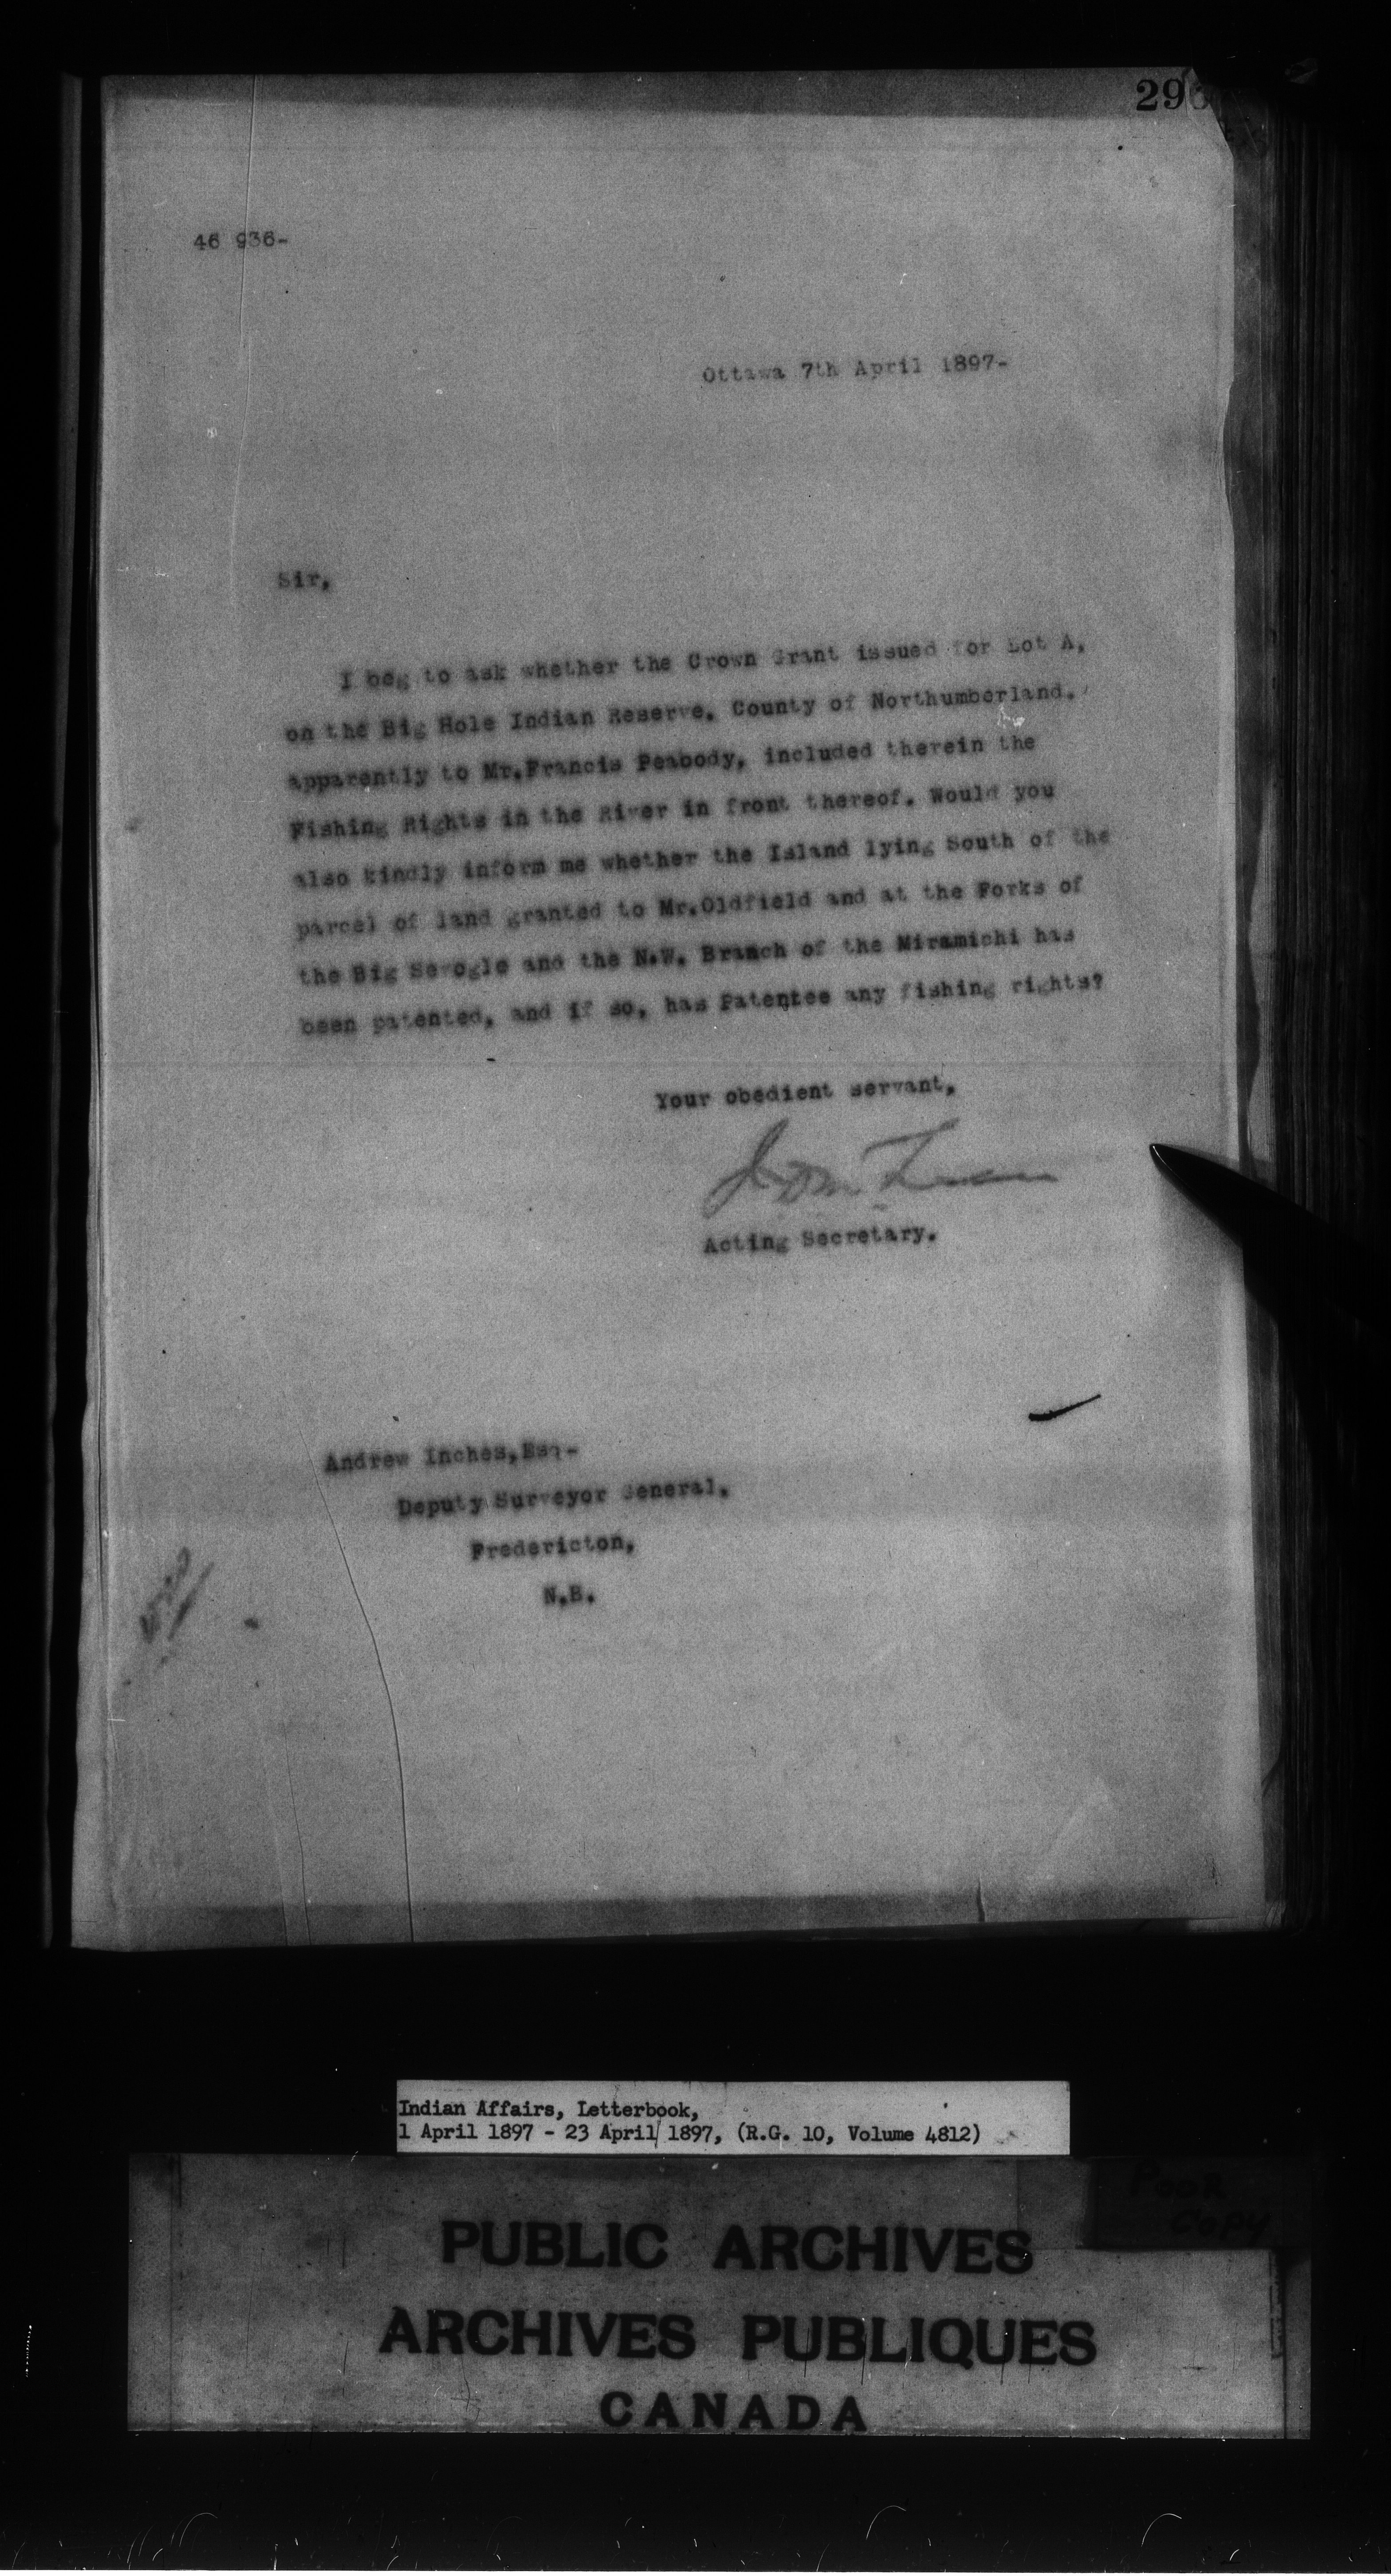 296
46 936-
Ottawa 7th April 1897-
Sir,
I beg to ask whether the Crown Grant issued for Lot A,
on the Big Hole Indian Reserve, County of Northumberland,
apparently to Mr.Francis Peabody, included therein the
Fishing Rights in the River in front thereof. Would you
also kindly inform me whether the Island lying South of the
parcel of land granted to Mr.Oldfield and at the Forks of
the Big Sevogle and the N.W. Branch of the Miramichi has
been patented, and if so, has Patentee any fishing rights?
Your obedient servant,
Acting Secretary.
Andrew Inches,Esq-
Deputy Surveyor General,
Fredericton,
N.B.
Indian Affairs, Letterbook,
1 April 1897 - 23 April 1897, (R.G. 10, Volume 4812)
POOR
COPY
PUBLIC ARCHIVES
ARCHIVES PUBLIQUES
CANADA